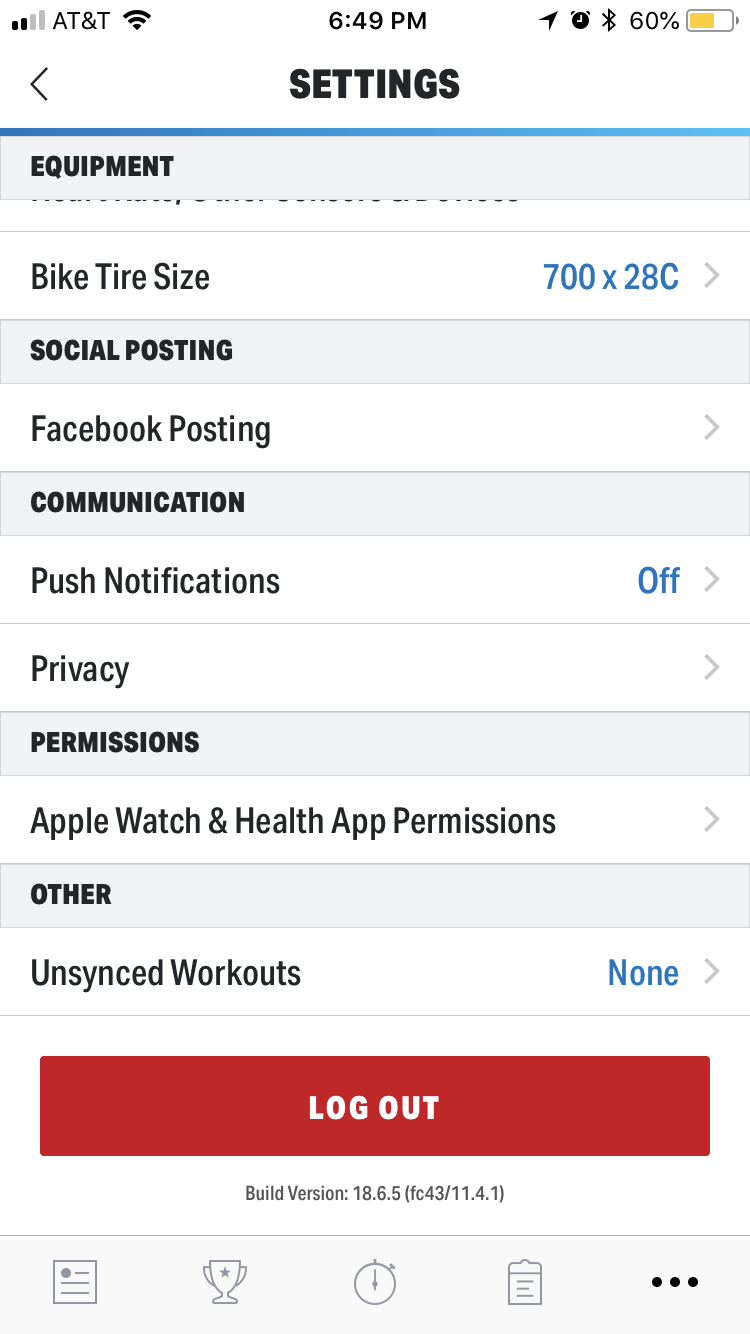 AT&T
6:49 PM
60%
SETTINGS
EQUIPMENT
Bike Tire Size 700 x 28C
SOCIAL POSTING
Facebook Posting
COMMUNICATION
Push Notifications Off
Privacy
PERMISSIONS
Apple Watch & Health App Permissions
OTHER
Unsynced Workouts None
LOG OUT
Build Version: 18.6.5 (fc43/11.4.1)